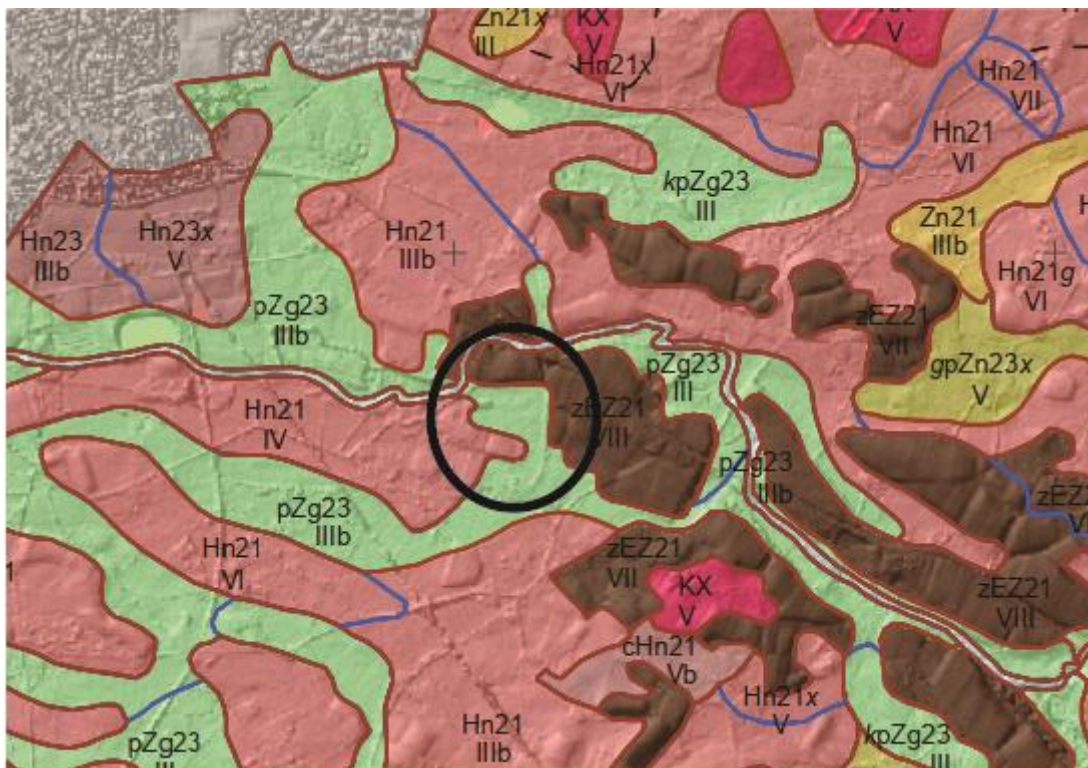 Zn21x
III
KX
V
V
Hn21x
VI
Hn21
VII
Hn21
VI
kpZg23
III
Zn21
IIIb
Hn23
IIIb
Hn23x
V
Hn21
IIIb
Hn21g
VI
pZg23
IIIb
zEZ21
VII
pZg23
III
gpZn23x
V
Hn21
IV
zEZ21
VIII
pZg23
IIIb
pZg23
IIIb
Hn21
VI
zEZ21
VII
KX
V
zEZ21
VIII
cHn21
Vb
Hn21x
V
Hn21
IIIb
kpZg23
III
pZg23
III